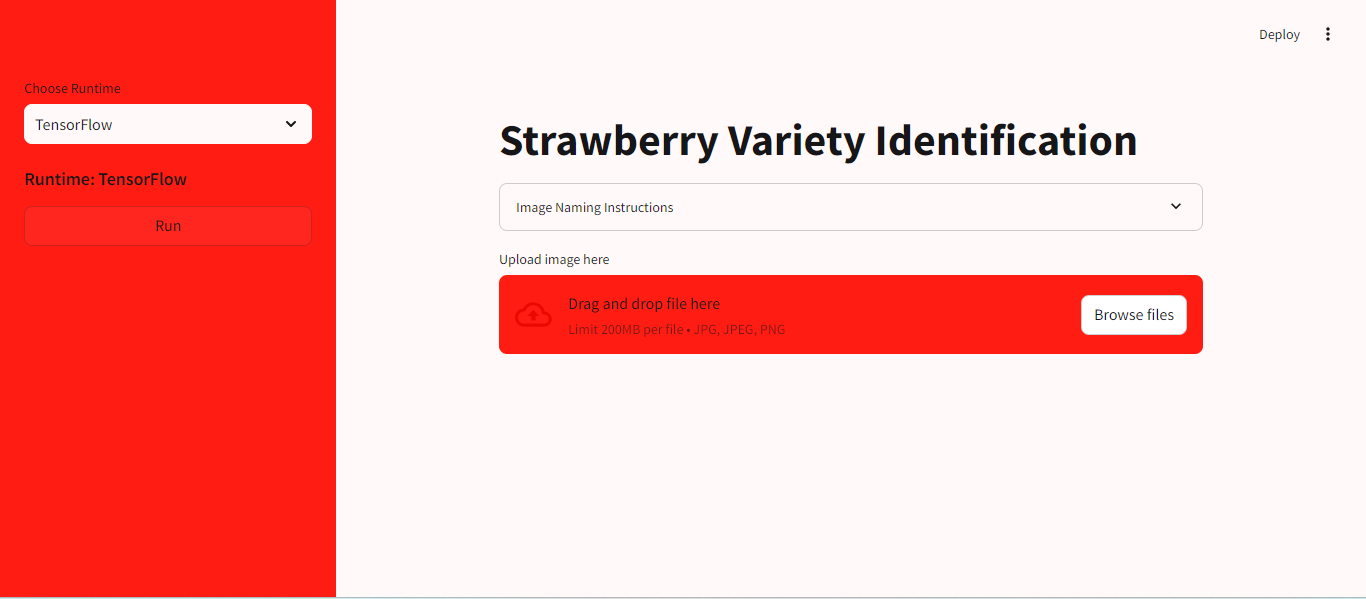 Deploy
Choose Runtime
TensorFlow
Runtime: TensorFlow
Run
Strawberry Variety Identification
Image Naming Instructions
Upload image here
Drag and drop file here
Limit 200MB per file • JPG, JPEG, PNG
Browse files